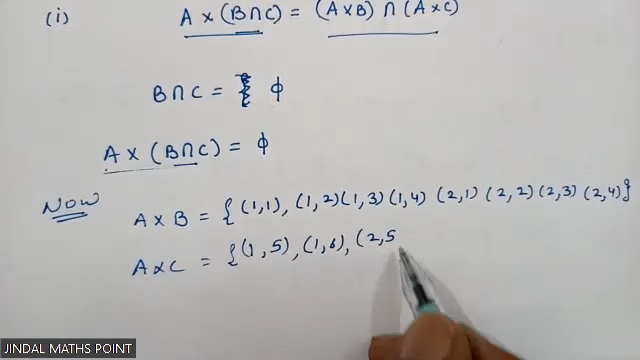 (i) A × (B∩C) = (A×B) ∩ (A×C)
B∩C = { ϕ
A × (B∩C) = ϕ
Now
A×B = {(1,1), (1,2)(1,3)(1,4) (2,1) (2,2) (2,3) (2,4)}
A×C = {(1,5), (1,6), (2,5
JINDAL MATHS POINT